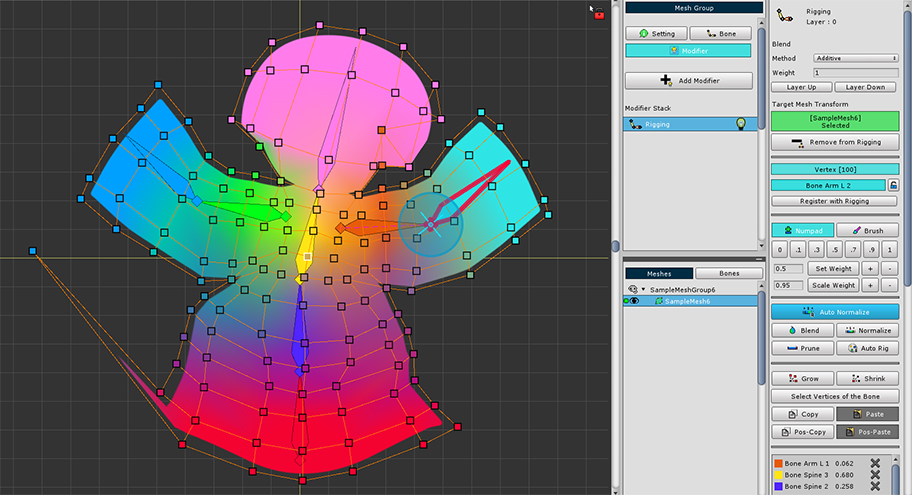 Mesh Group
Setting
Bone
Modifier
Add Modifier
Modifier Stack
Rigging
Meshes
Bones
SampleMeshGroup6
SampleMesh6
Rigging
Layer : 0
Blend
Method
Additive
Weight
1
Layer Up
Layer Down
Target Mesh Transform
[SampleMesh6]
Selected
Remove from Rigging
Vertex [100]
Bone Arm L 2
Register with Rigging
Numpad
Brush
0 .1 .3 .5 .7 .9 1
0.5 Set Weight + -
0.95 Scale Weight + -
Auto Normalize
Blend
Normalize
Prune
Auto Rig
Grow
Shrink
Select Vertices of the Bone
Copy
Paste
Pos-Copy
Pos-Paste
Bone Arm L 1 0.062
Bone Spine 3 0.680
Bone Spine 2 0.258